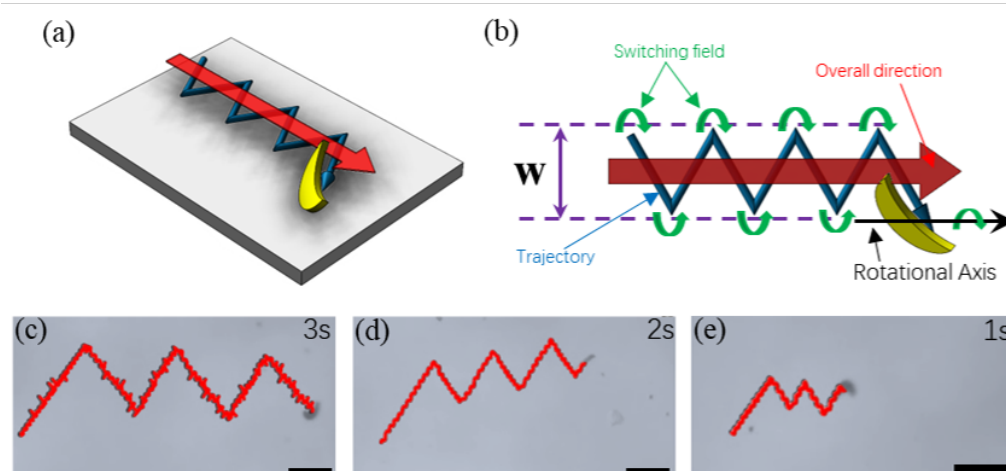 (a)
(b)
Switching field
Overall direction
W
Trajectory
Rotational Axis
(c)
3s
(d)
2s
(e)
1s